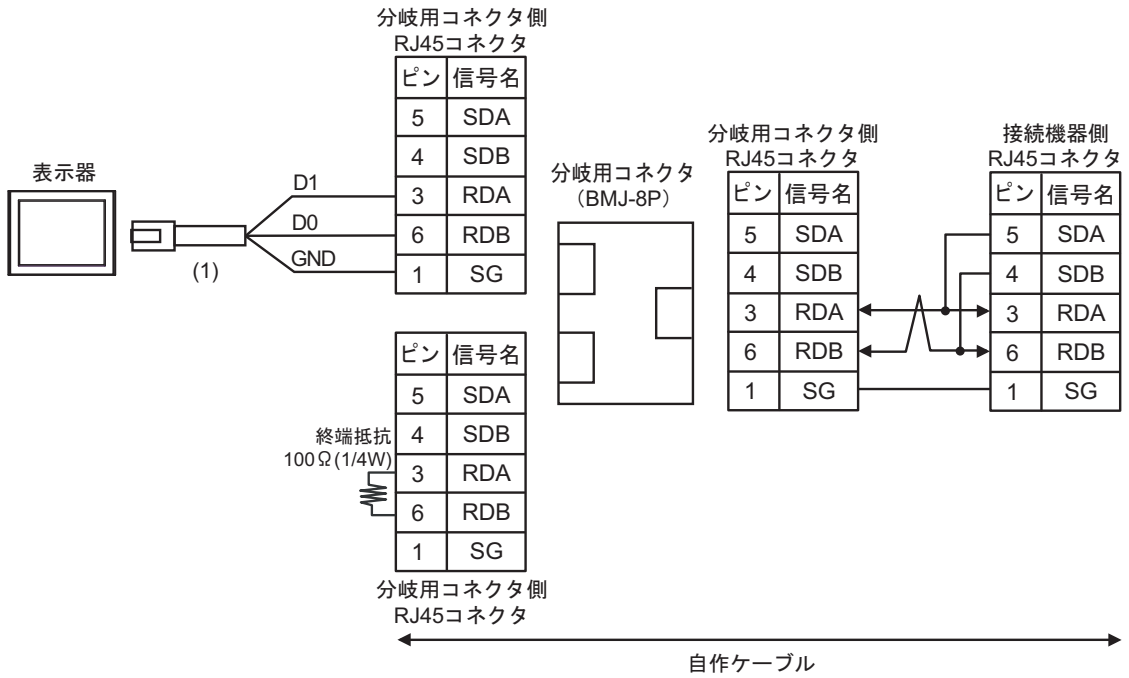 表示器
(1)
D1
D0
GND
分岐用コネクタ側
RJ45コネクタ
ピン 信号名
5 SDA
4 SDB
3 RDA
6 RDB
1 SG
終端抵抗
100Ω(1/4W)
ピン 信号名
5 SDA
4 SDB
3 RDA
6 RDB
1 SG
分岐用コネクタ側
RJ45コネクタ
分岐用コネクタ
（BMJ-8P）
分岐用コネクタ側
RJ45コネクタ
ピン 信号名
5 SDA
4 SDB
3 RDA
6 RDB
1 SG
接続機器側
RJ45コネクタ
ピン 信号名
5 SDA
4 SDB
3 RDA
6 RDB
1 SG
自作ケーブル